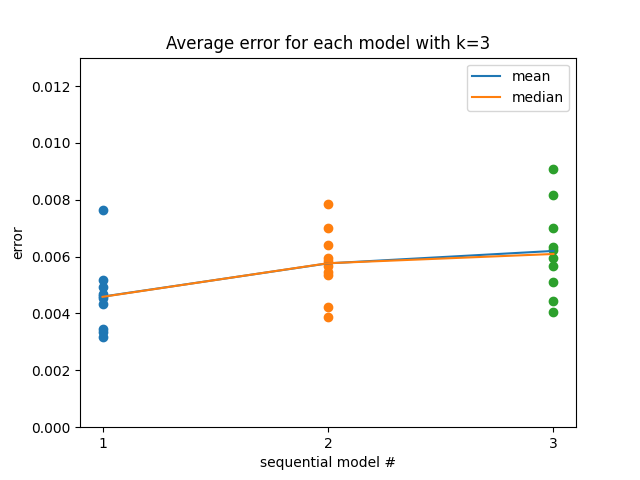 Average error for each model with k=3
mean
median
0.012
0.010
0.008
0.006
0.004
0.002
0.000
error
1 2 3
sequential model #